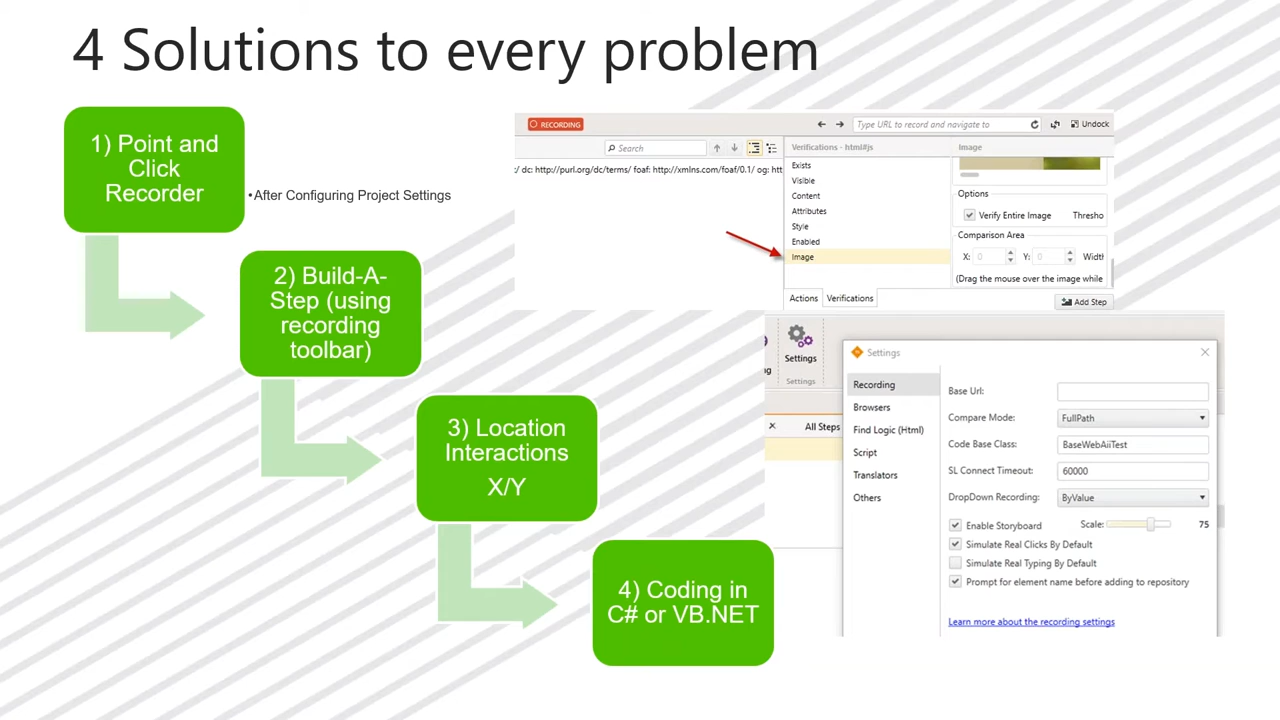 4 Solutions to every problem
1) Point and
Click
Recorder
•After Configuring Project Settings
2) Build-A-
Step (using
recording
toolbar)
3) Location
Interactions
X/Y
4) Coding in
C# or VB.NET
RECORDING
Type URL to record and navigate to
Undock
Search
Verifications - html#js
Image
/ dc: http://purl.org/dc/terms/ foaf: http://xmlns.com/foaf/0.1/ og: htt
Exists
Visible
Content
Attributes
Style
Enabled
Image
Options
Verify Entire Image
Thresho
Comparison Area
X: 0
Y: 0
Width
(Drag the mouse over the image while
Actions
Verifications
Add Step
Settings
Settings
ng
All Steps
Settings
Recording
Browsers
Find Logic (Html)
Script
Translators
Others
Base Url:
Compare Mode: FullPath
Code Base Class: BaseWebAiiTest
SL Connect Timeout: 60000
DropDown Recording: ByValue
Enable Storyboard
Scale: 75
Simulate Real Clicks By Default
Simulate Real Typing By Default
Prompt for element name before adding to repository
Learn more about the recording settings